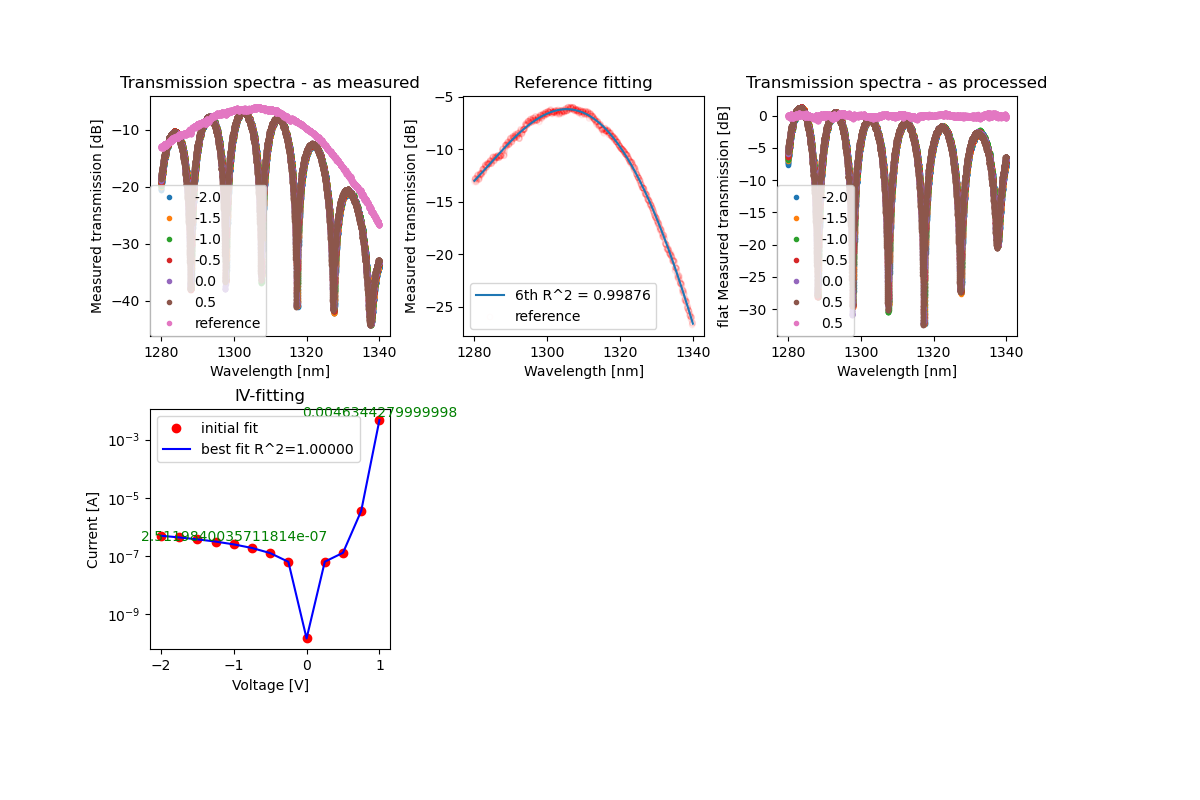 Transmission spectra - as measured
Measured transmission [dB]
−10
−20
−30
−40
-2.0
-1.5
-1.0
-0.5
0.0
0.5
reference
1280
1300
1320
1340
Wavelength [nm]
Reference fitting
Measured transmission [dB]
−5
−10
−15
−20
−25
6th R^2 = 0.99876
reference
1280
1300
1320
1340
Wavelength [nm]
Transmission spectra - as processed
flat Measured transmission [dB]
0
−5
−10
−15
−20
−25
−30
-2.0
-1.5
-1.0
-0.5
0.0
0.5
0.5
1280
1300
1320
1340
Wavelength [nm]
IV-fitting
0.0046344279999998
initial fit
best fit R^2=1.00000
Current [A]
10⁻³
10⁻⁵
10⁻⁷
10⁻⁹
−2
−1
0
1
Voltage [V]